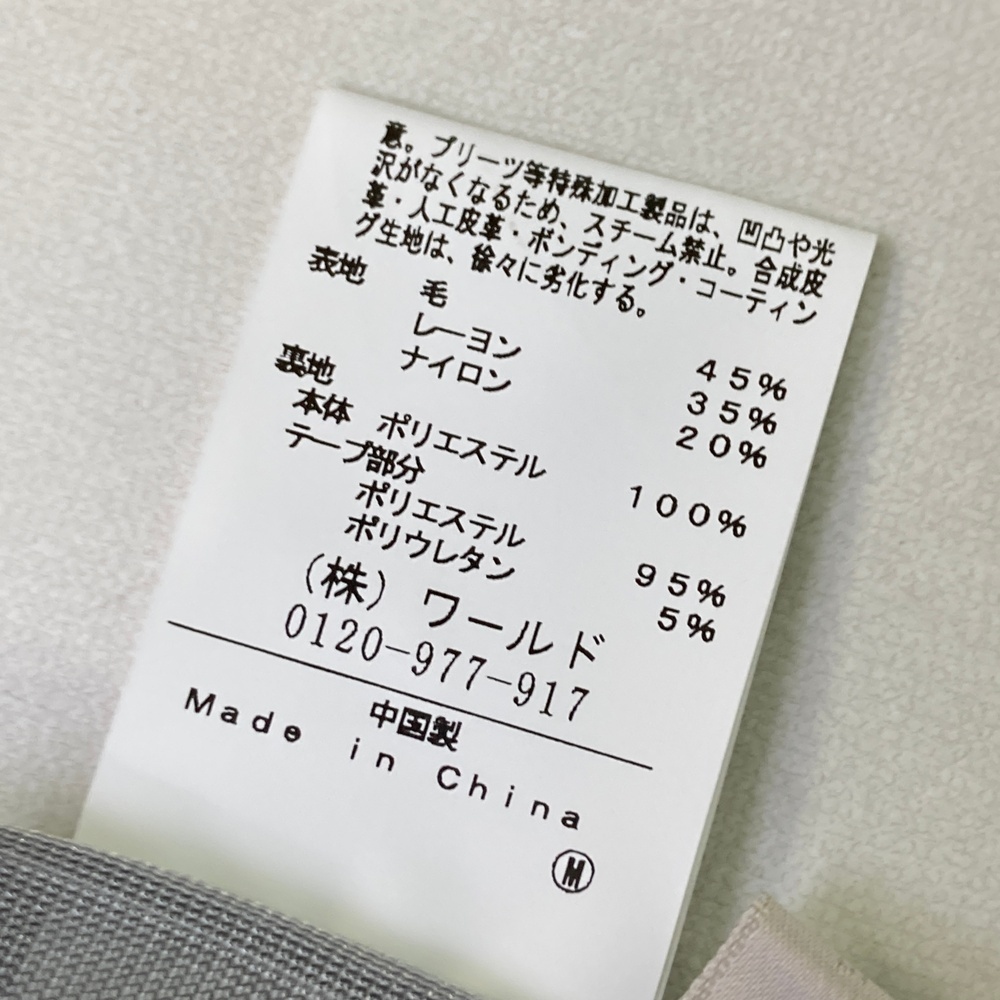 意。プリーツ等特殊加工製品は、凹凸や光
沢がなくなるため、スチーム禁止。合成皮
革・人工皮革・ボンディング・コーティン
グ生地は、徐々に劣化する。
表地 毛 45%
レーヨン 35%
ナイロン 20%
裏地
本体 ポリエステル 100%
テープ部分
ポリエステル 95%
ポリウレタン 5%
(株) ワールド
0120-977-917
中国製
Made in China
Ⓜ